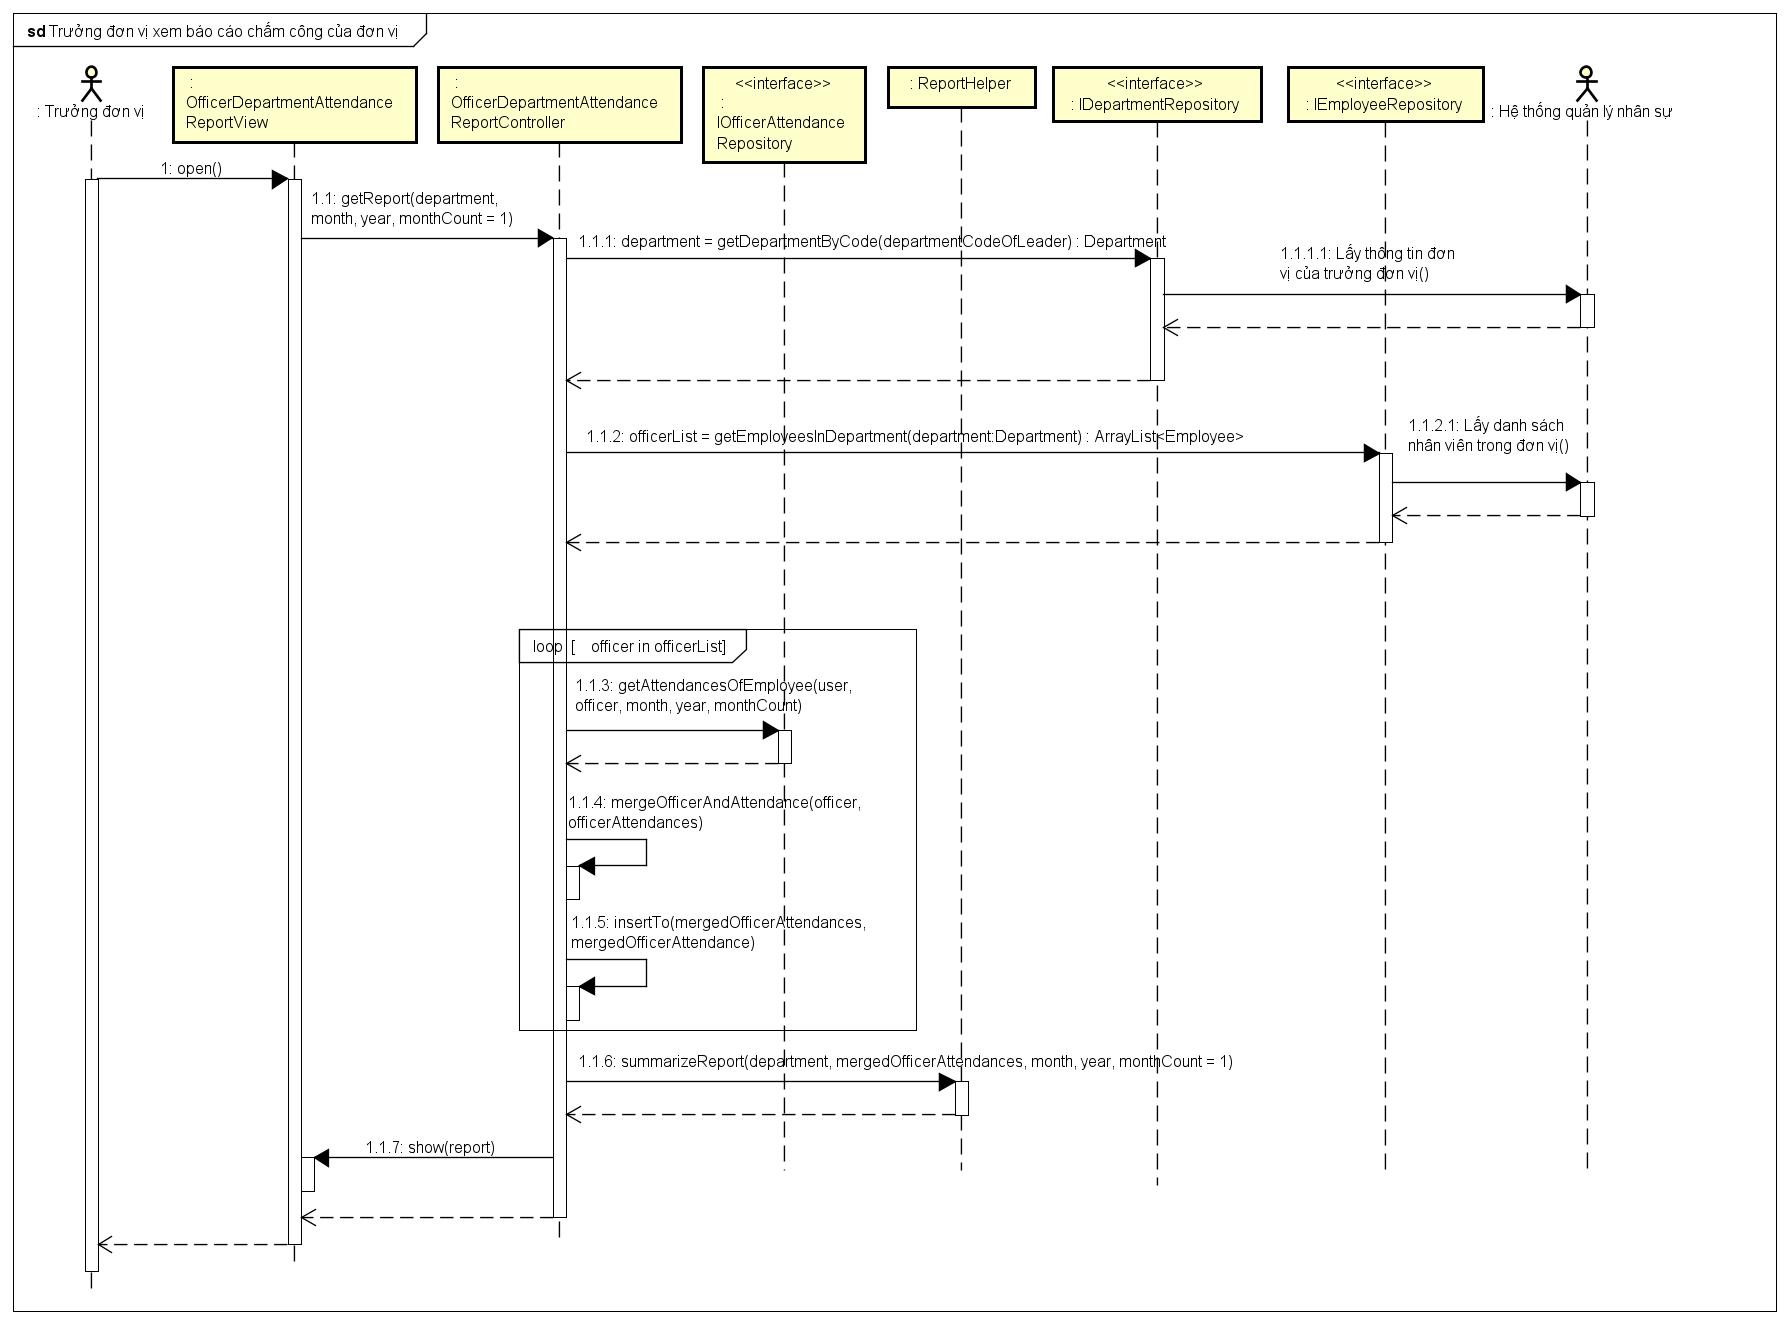 sd Trưởng đơn vị xem báo cáo chấm công của đơn vị
: Trưởng đơn vị
:
OfficerDepartmentAttendance
ReportView
:
OfficerDepartmentAttendance
ReportController
<<interface>>
:
IOfficerAttendance
Repository
: ReportHelper
<<interface>>
: IDepartmentRepository
<<interface>>
: IEmployeeRepository
: Hệ thống quản lý nhân sự
1: open()
1.1: getReport(department,
month, year, monthCount = 1)
1.1.1: department = getDepartmentByCode(departmentCodeOfLeader) : Department
1.1.1.1: Lấy thông tin đơn
vị của trưởng đơn vị()
1.1.2: officerList = getEmployeesInDepartment(department:Department) : ArrayList<Employee>
1.1.2.1: Lấy danh sách
nhân viên trong đơn vị()
loop [ officer in officerList]
1.1.3: getAttendancesOfEmployee(user,
officer, month, year, monthCount)
1.1.4: mergeOfficerAndAttendance(officer,
officerAttendances)
1.1.5: insertTo(mergedOfficerAttendances,
mergedOfficerAttendance)
1.1.6: summarizeReport(department, mergedOfficerAttendances, month, year, monthCount = 1)
1.1.7: show(report)